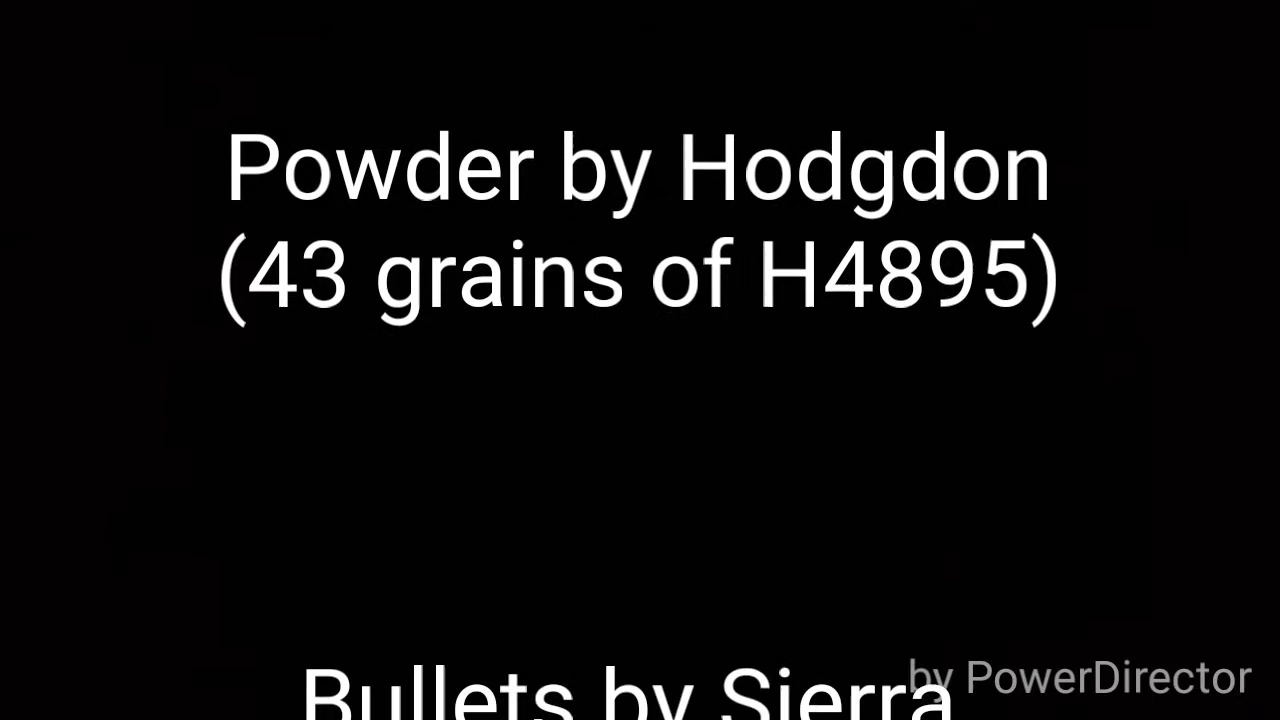 Powder by Hodgdon
(43 grains of H4895)
Bullets by Sierra
by PowerDirector